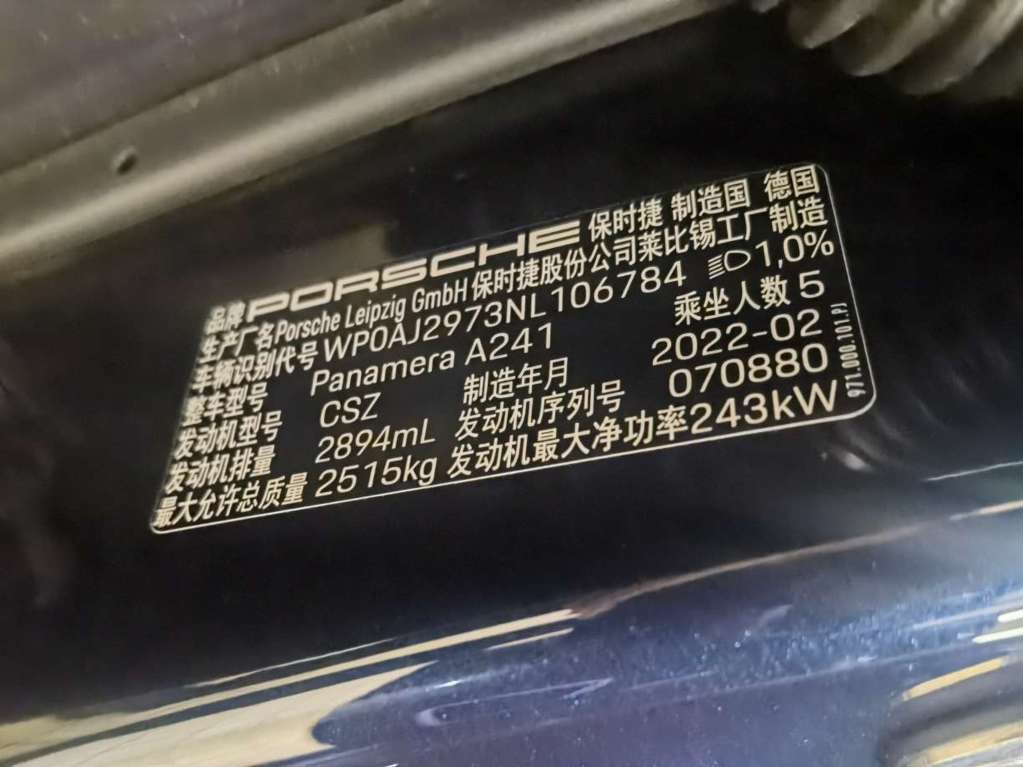 品牌 PORSCHE 保时捷 制造国 德国
生产厂名 Porsche Leipzig GmbH 保时捷股份公司莱比锡工厂制造
车辆识别代号 WP0AJ2973NL106784 1,0%
整车型号 Panamera A241 乘坐人数 5
发动机型号 CSZ 制造年月 2022-02
发动机排量 2894mL 发动机序列号 070880
最大允许总质量 2515kg 发动机最大净功率 243kW
971.000.101.PJ